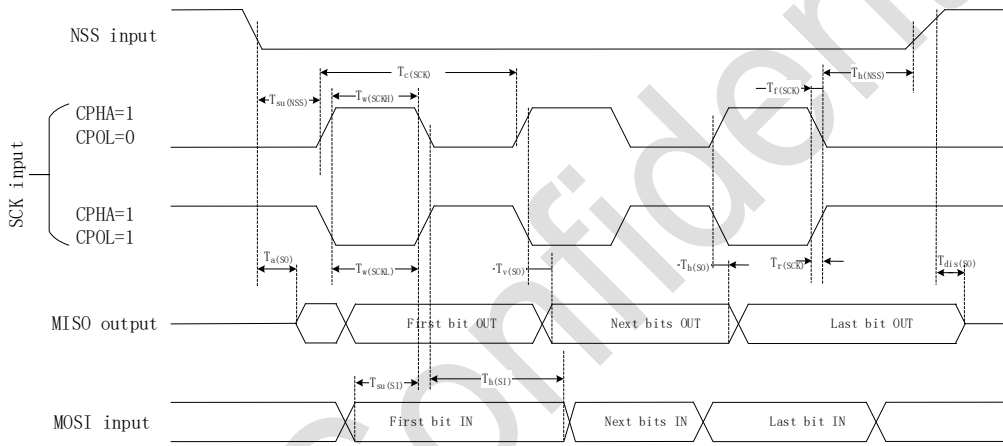 NSS input
Tc(SCK)
Tsu(NSS)
Tw(SCKH)
Tf(SCK)
Th(NSS)
CPHA=1
CPOL=0
SCK input
CPHA=1
CPOL=1
Ta(SO)
Tw(SCKL)
Tv(SO)
Th(SO)
Tr(SCK)
Tdis(SO)
MISO output
First bit OUT
Next bits OUT
Last bit OUT
Tsu(SI)
Th(SI)
MOSI input
First bit IN
Next bits IN
Last bit IN
Confident